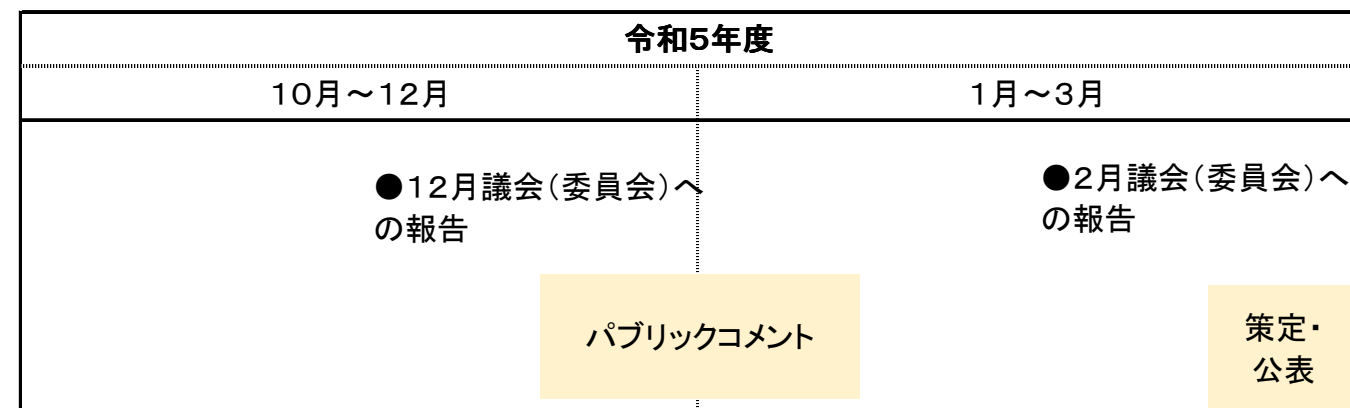 令和5年度
10月～12月
1月～3月
●12月議会(委員会)へ
の報告
●2月議会(委員会)へ
の報告
パブリックコメント
策定・
公表